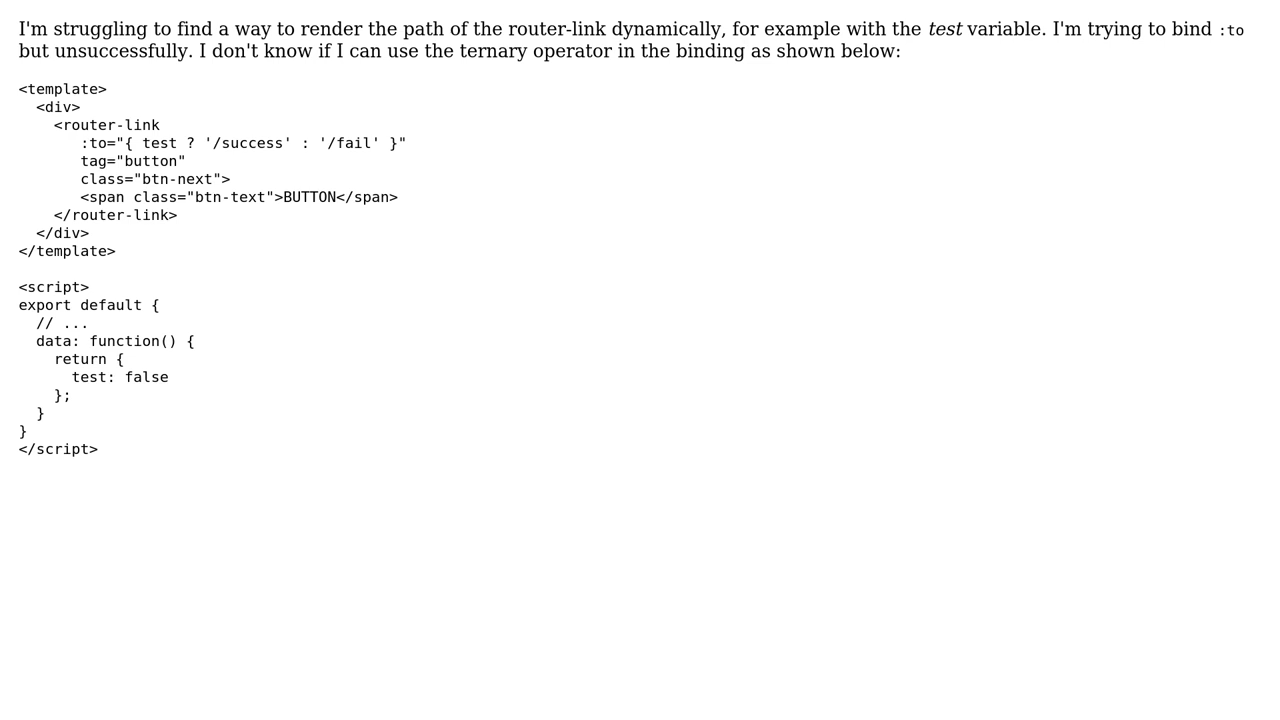 I'm struggling to find a way to render the path of the router-link dynamically, for example with the test variable. I'm trying to bind :to
but unsuccessfully. I don't know if I can use the ternary operator in the binding as shown below:
<template>
  <div>
    <router-link
       :to="{ test ? '/success' : '/fail' }"
       tag="button"
       class="btn-next">
       <span class="btn-text">BUTTON</span>
    </router-link>
  </div>
</template>

<script>
export default {
  // ...
  data: function() {
    return {
      test: false
    };
  }
}
</script>